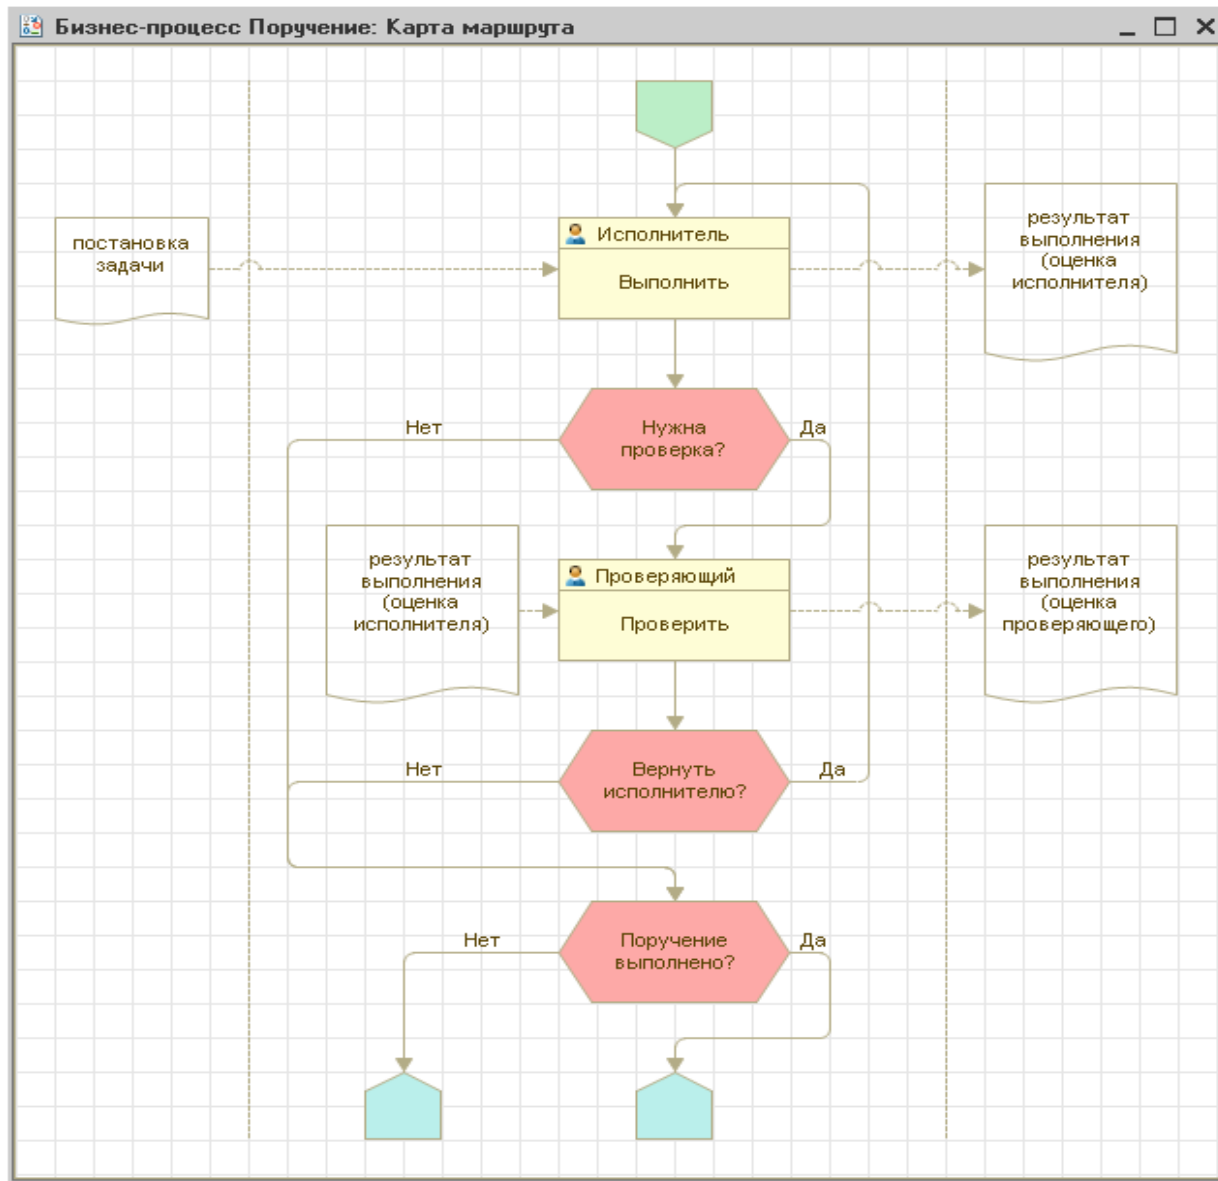 Бизнес-процесс Поручение: Карта маршрута
постановка
задачи
Исполнитель
Выполнить
результат
выполнения
(оценка
исполнителя)
Нет
Нужна
проверка?
Да
результат
выполнения
(оценка
исполнителя)
Проверяющий
Проверить
результат
выполнения
(оценка
проверяющего)
Нет
Вернуть
исполнителю?
Да
Нет
Поручение
выполнено?
Да